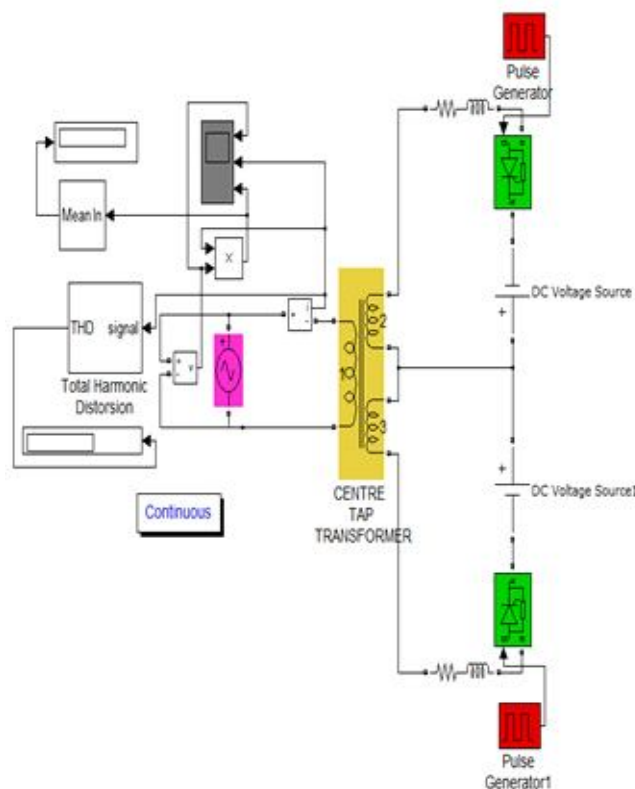 Pulse
Generator
Mean In
X
DC Voltage Source
+
THD signal
Total Harmonic
Distorsion
+
-
v
+
+
i
-
1
2
3
+
DC Voltage Source1
CENTRE
TAP
TRANSFORMER
Continuous
Pulse
Generator1